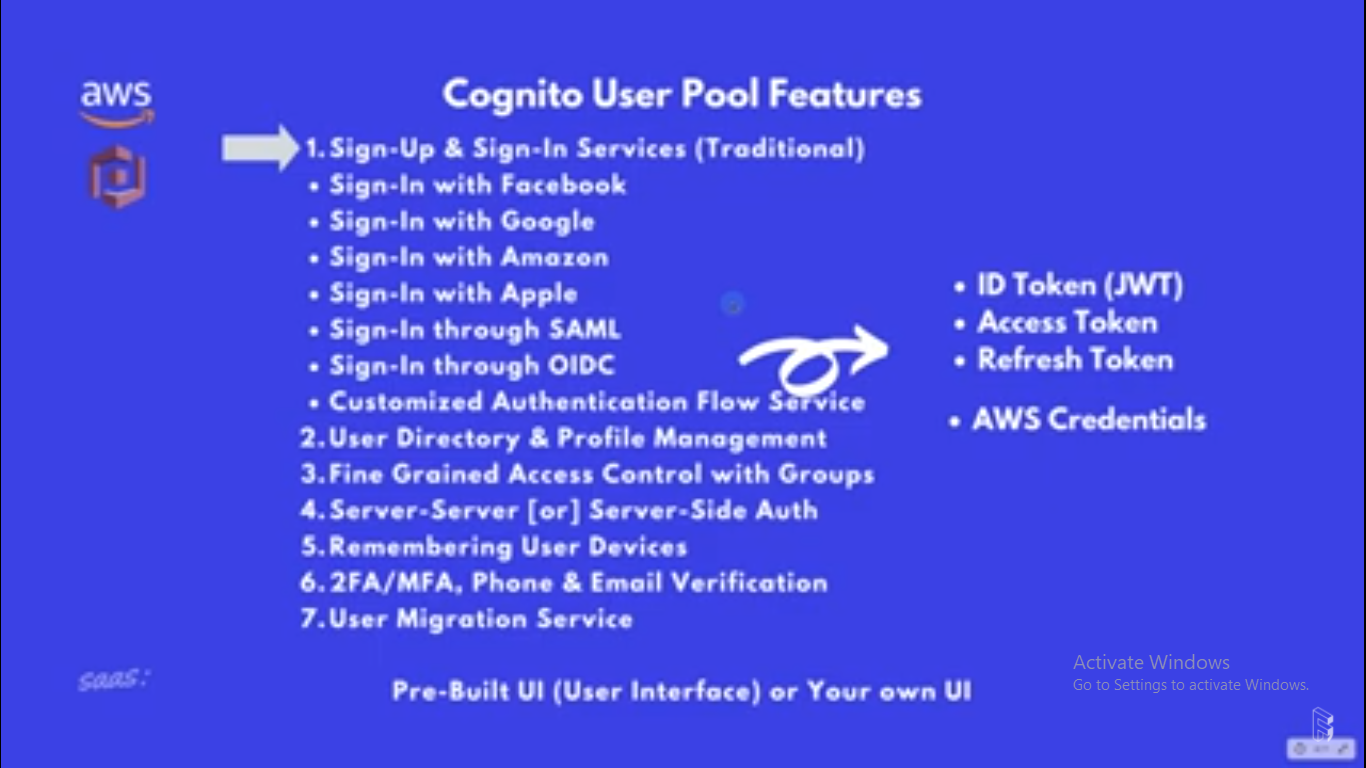 aws
Cognito User Pool Features
1. Sign-Up & Sign-In Services (Traditional)
• Sign-In with Facebook
• Sign-In with Google
• Sign-In with Amazon
• Sign-In with Apple
• Sign-In through SAML
• Sign-In through OIDC
• Customized Authentication Flow Service
2. User Directory & Profile Management
3. Fine Grained Access Control with Groups
4. Server-Server [or] Server-Side Auth
5. Remembering User Devices
6. 2FA/MFA, Phone & Email Verification
7. User Migration Service
• ID Token (JWT)
• Access Token
• Refresh Token
• AWS Credentials
saas:
Pre-Built UI (User Interface) or Your own UI
Activate Windows
Go to Settings to activate Windows.